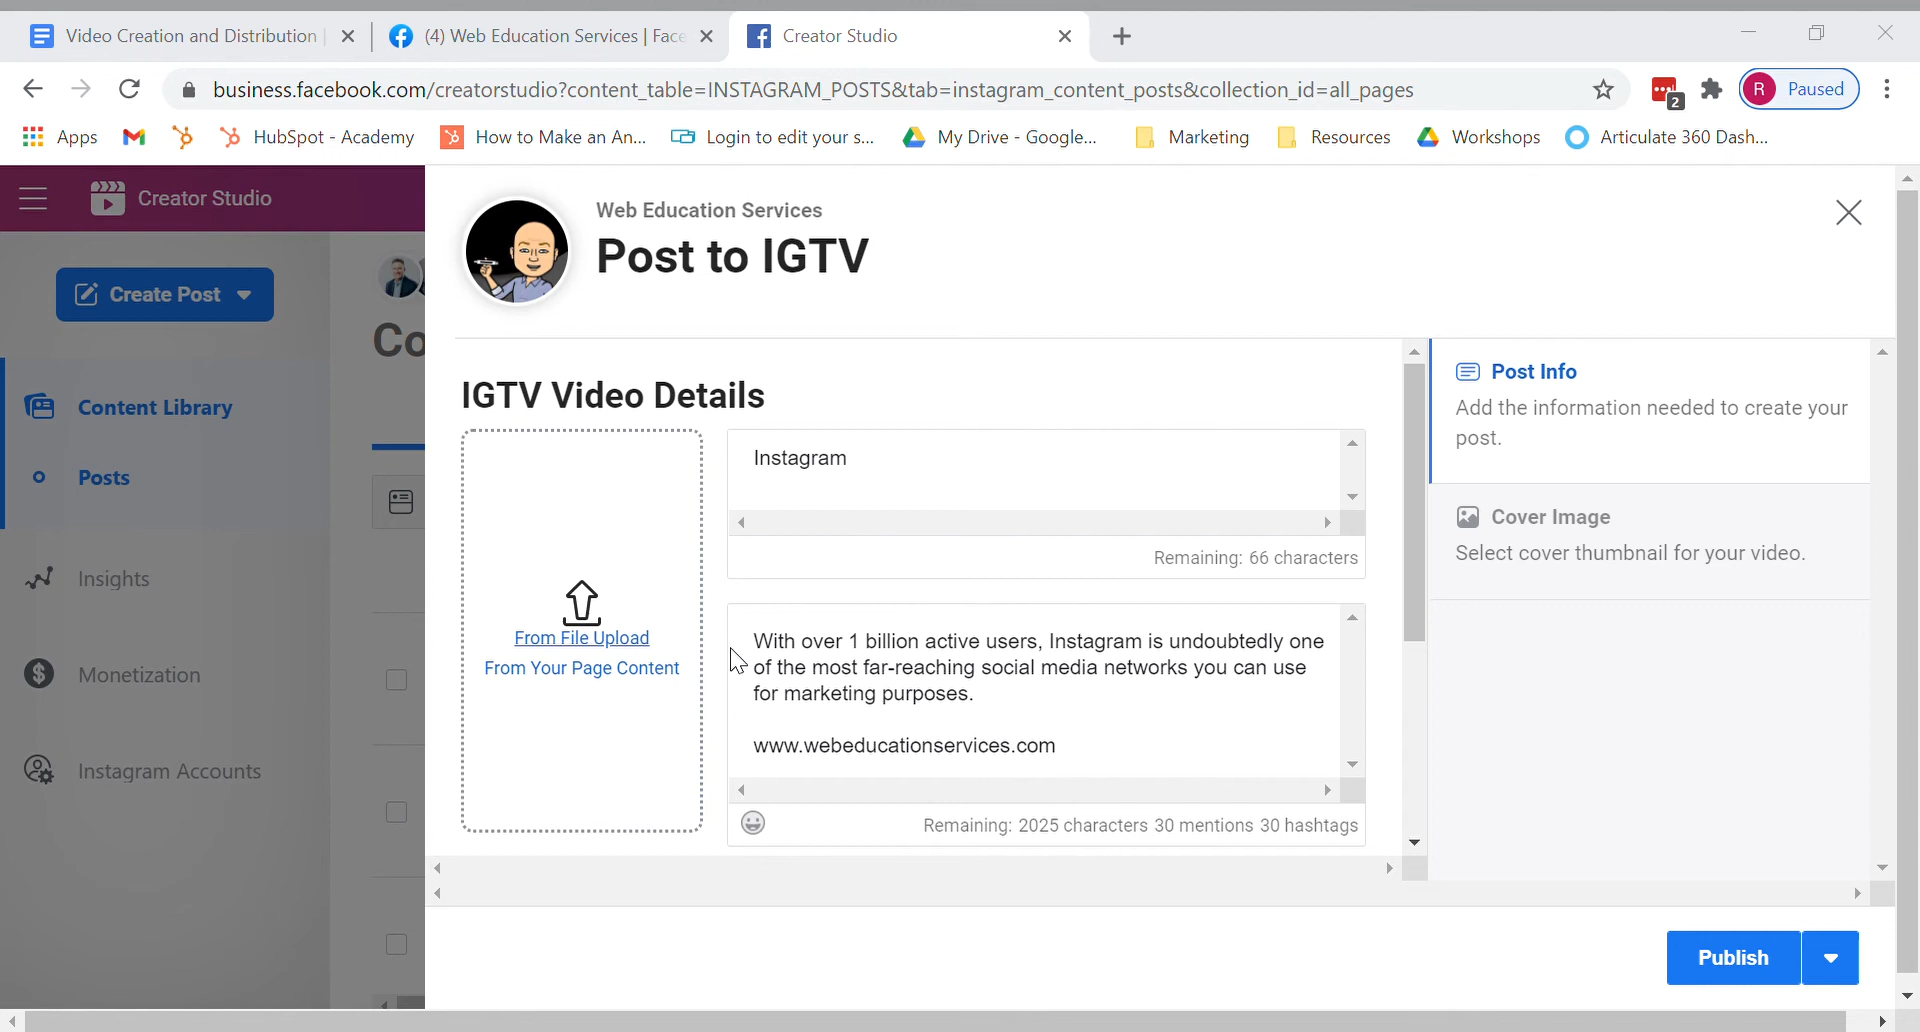 Video Creation and Distribution
(4) Web Education Services | Face
Creator Studio
business.facebook.com/creatorstudio?content_table=INSTAGRAM_POSTS&tab=instagram_content_posts&collection_id=all_pages
2
R
Paused
Apps
HubSpot - Academy
How to Make an An...
Login to edit your s...
My Drive - Google...
Marketing
Resources
Workshops
Articulate 360 Dash...
Creator Studio
Create Post
Content Library
Posts
Insights
Monetization
Instagram Accounts
Co
Web Education Services
Post to IGTV
IGTV Video Details
From File Upload
From Your Page Content
Instagram
Remaining: 66 characters
With over 1 billion active users, Instagram is undoubtedly one
of the most far-reaching social media networks you can use
for marketing purposes.
www.webeducationservices.com
Remaining: 2025 characters 30 mentions 30 hashtags
Post Info
Add the information needed to create your
post.
Cover Image
Select cover thumbnail for your video.
Publish